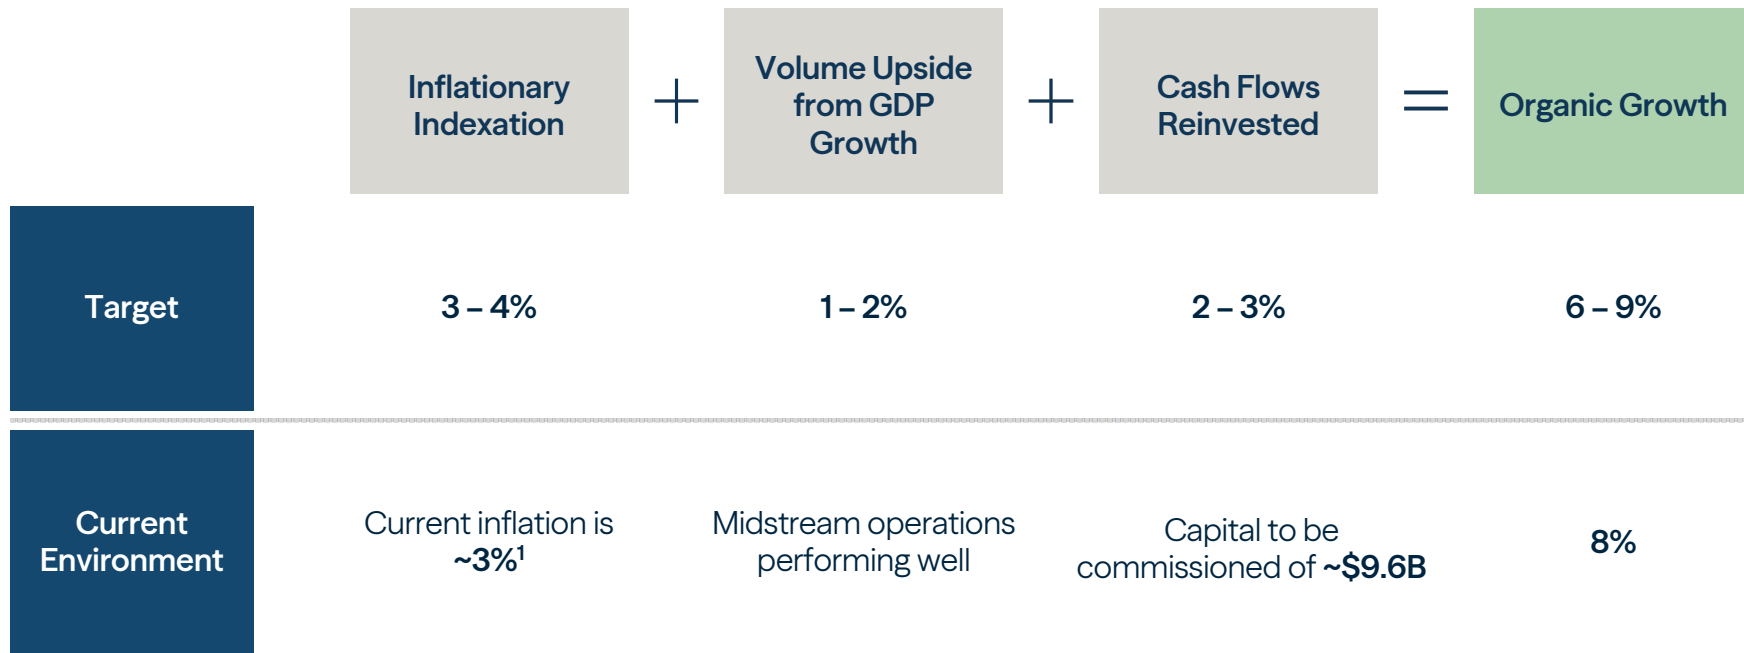 Inflationary
Indexation
+
Volume Upside
from GDP
Growth
+
Cash Flows
Reinvested
=
Organic Growth
Target
3 – 4%
1 – 2%
2 – 3%
6 – 9%
Current
Environment
Current inflation is
~3%¹
Midstream operations
performing well
Capital to be
commissioned of ~$9.6B
8%